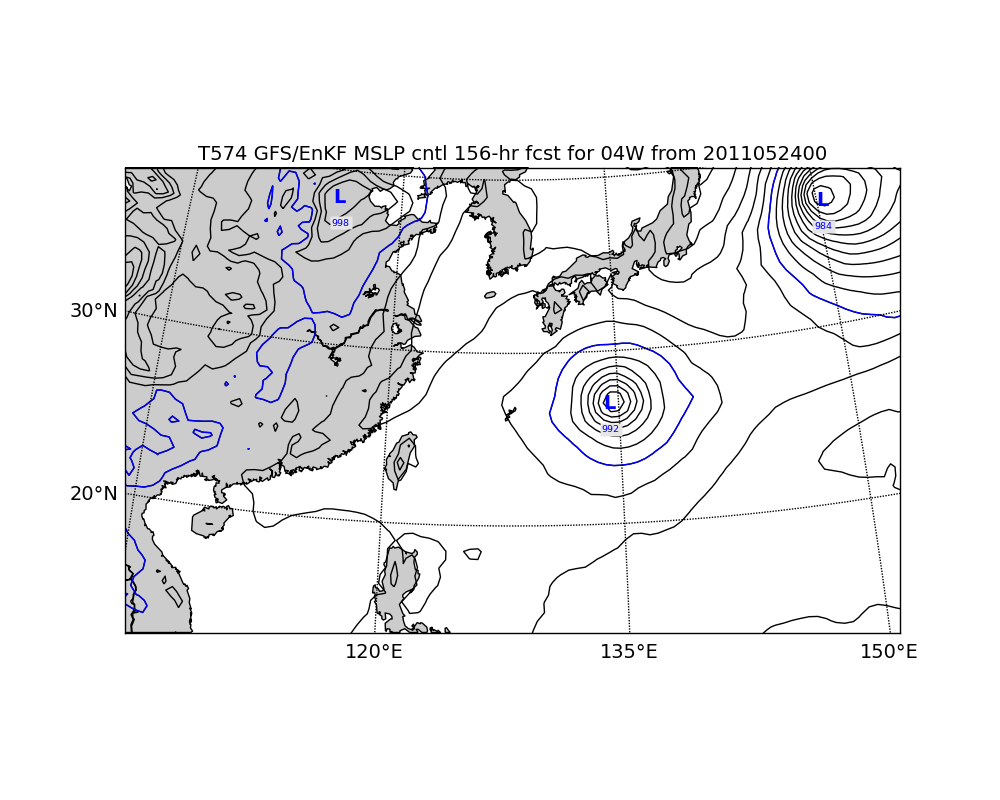 T574 GFS/EnKF MSLP cntl 156-hr fcst for 04W from 2011052400
L
998
L
984
30°N
L
992
20°N
120°E 135°E 150°E